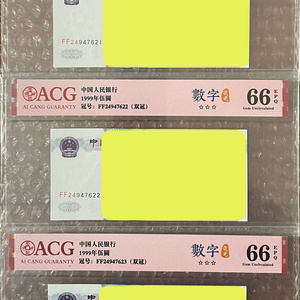 FF24947621
ACG
AI CANG GUARANTY
中国人民银行
1999年伍圆
冠号：FF24947622（双冠）
數字
☆☆☆
66 EPQ
Gem Uncirculated
中
FF24947622
ACG
AI CANG GUARANTY
中国人民银行
1999年伍圆
冠号：FF24947623（双冠）
數字
☆☆☆
66 EPQ
Gem Uncirculated